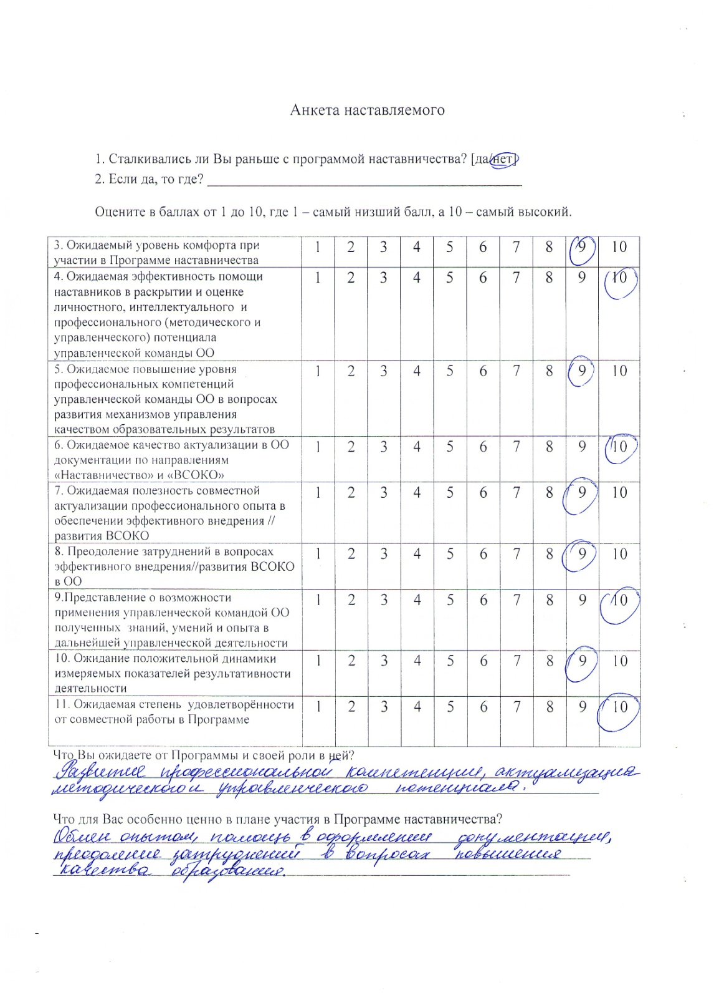 Анкета наставляемого
1. Сталкивались ли Вы раньше с программой наставничества? [да/нет]
2. Если да, то где?
Оцените в баллах от 1 до 10, где 1 – самый низший балл, а 10 – самый высокий.
3. Ожидаемый уровень комфорта при 1 2 3 4 5 6 7 8 9 10
участии в Программе наставничества
4. Ожидаемая эффективность помощи 1 2 3 4 5 6 7 8 9 10
наставников в раскрытии и оценке
личностного, интеллектуального и
профессионального (методического и
управленческого) потенциала
управленческой команды ОО
5. Ожидаемое повышение уровня 1 2 3 4 5 6 7 8 9 10
профессиональных компетенций
управленческой команды ОО в вопросах
развития механизмов управления
качеством образовательных результатов
6. Ожидаемое качество актуализации в ОО 1 2 3 4 5 6 7 8 9 10
документации по направлениям
«Наставничество» и «ВСОКО»
7. Ожидаемая полезность совместной 1 2 3 4 5 6 7 8 9 10
актуализации профессионального опыта в
обеспечении эффективного внедрения //
развития ВСОКО
8. Преодоление затруднений в вопросах 1 2 3 4 5 6 7 8 9 10
эффективного внедрения//развития ВСОКО
в ОО
9.Представление о возможности 1 2 3 4 5 6 7 8 9 10
применения управленческой командой ОО
полученных знаний, умений и опыта в
дальнейшей управленческой деятельности
10. Ожидание положительной динамики 1 2 3 4 5 6 7 8 9 10
измеряемых показателей результативности
деятельности
11. Ожидаемая степень удовлетворённости 1 2 3 4 5 6 7 8 9 10
от совместной работы в Программе
Что Вы ожидаете от Программы и своей роли в ней?
Развитие профессиональной компетенции, актуализация
методического и управленческого потенциала.
Что для Вас особенно ценно в плане участия в Программе наставничества?
Обмен опытом, помощь в оформлении документации,
преодоление затруднений в вопросах повышения
качества образования.